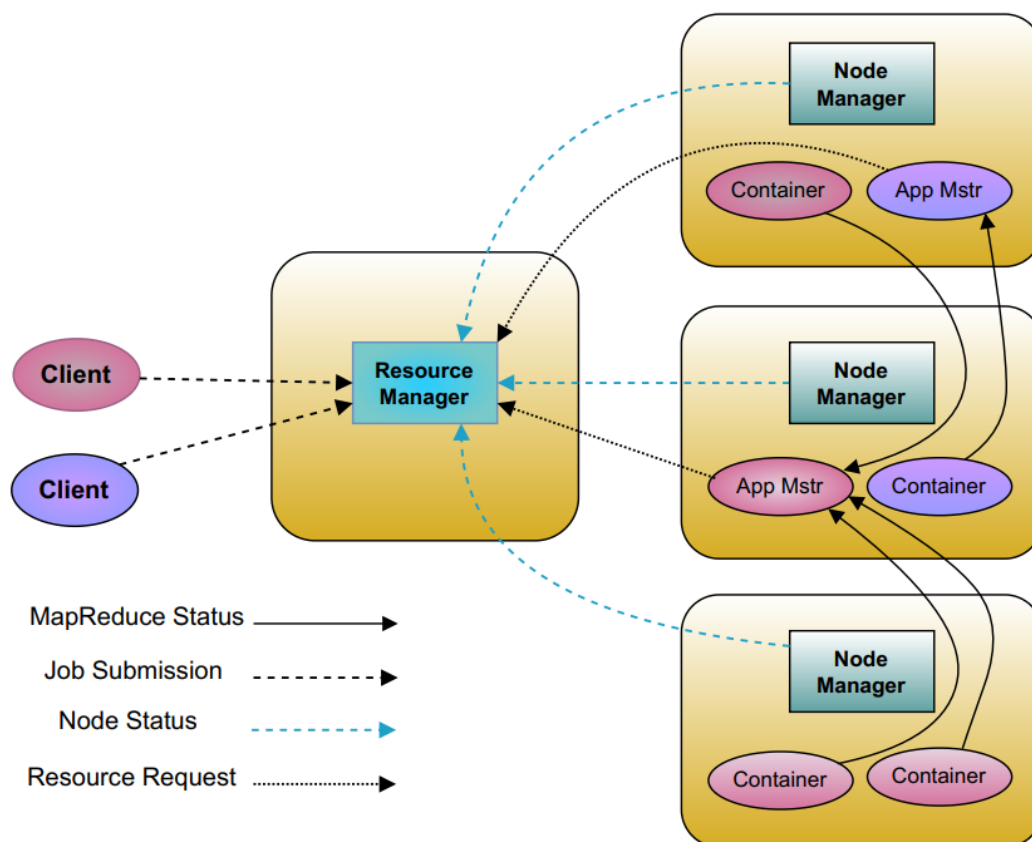 Node
Manager
Container
App Mstr
Client
Resource
Manager
Node
Manager
Client
App Mstr
Container
MapReduce Status
Job Submission
Node Status
Resource Request
Node
Manager
Container
Container